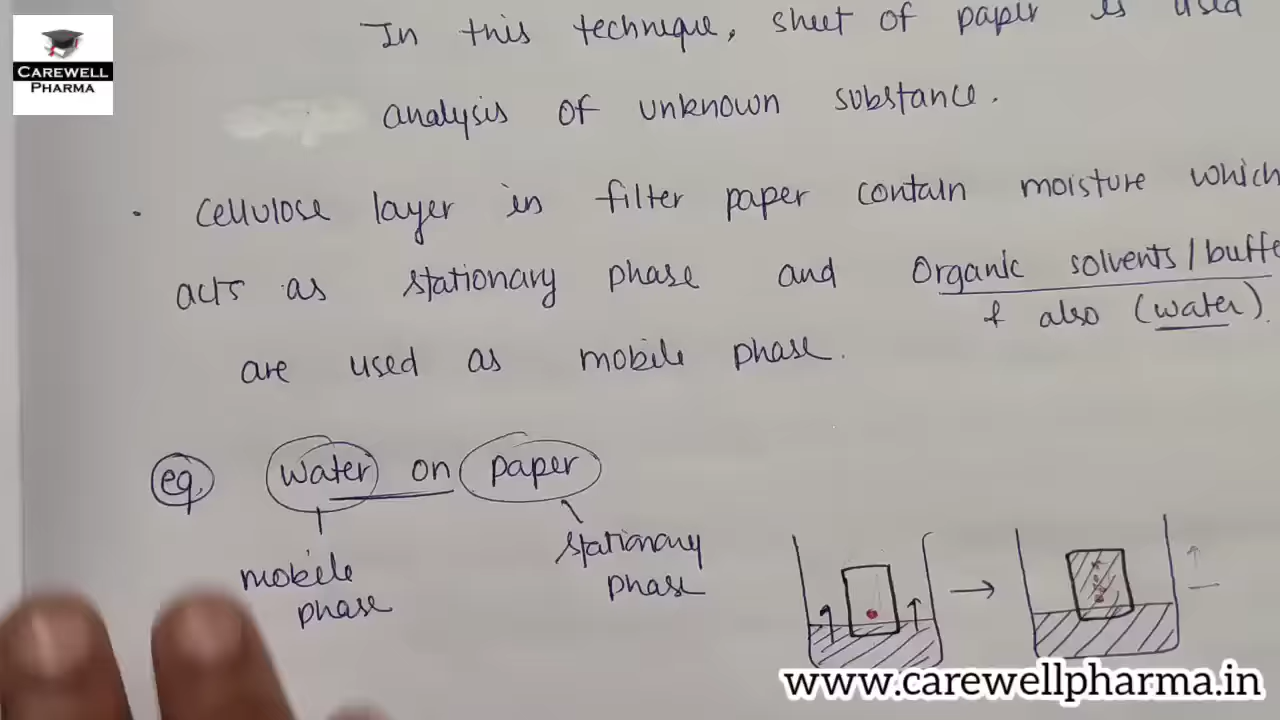 CAREWELL
PHARMA
In this technique, sheet of paper is used
analysis of unknown substance.
· Cellulose layer in filter paper contain moisture which
acts as stationary phase and Organic solvents/buffe
& also (water).
are used as mobile phase.
eg. water on paper
mobile phase
stationary phase
www.carewellpharma.in